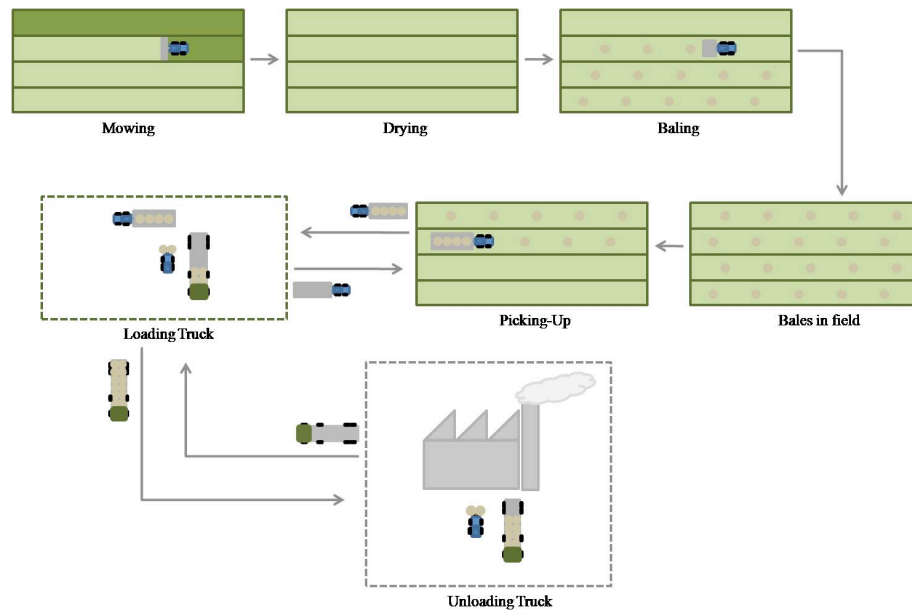 Mowing
Drying
Baling
Loading Truck
Picking-Up
Bales in field
Unloading Truck